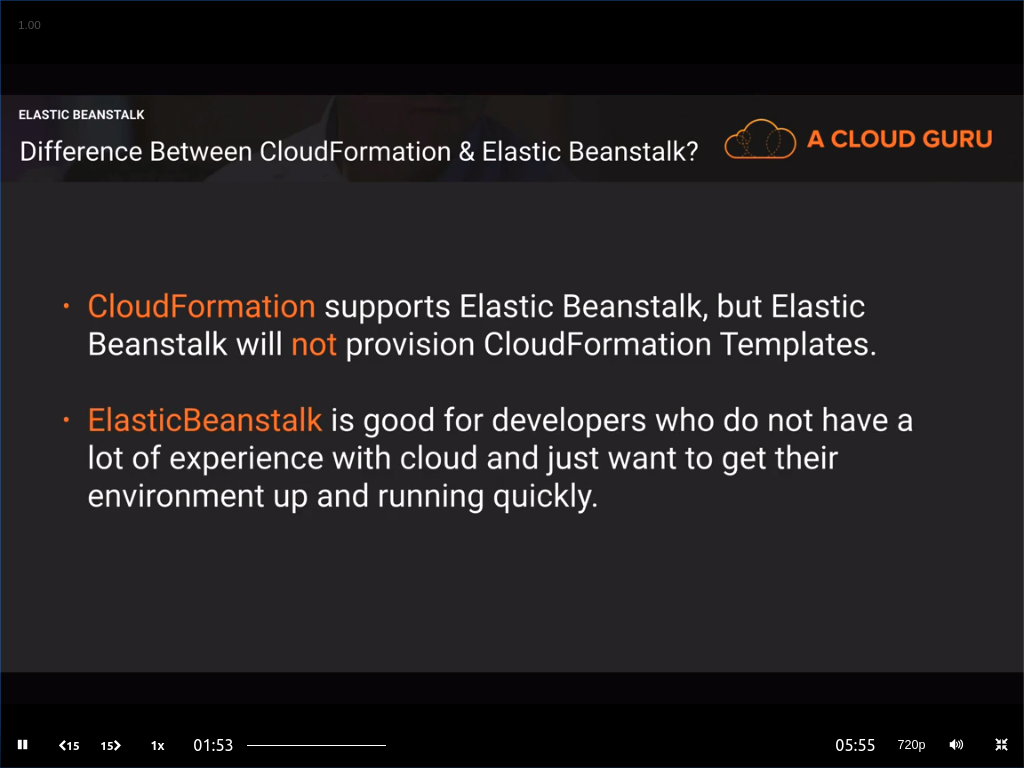 1.00
ELASTIC BEANSTALK
Difference Between CloudFormation & Elastic Beanstalk?
A CLOUD GURU
• CloudFormation supports Elastic Beanstalk, but Elastic
Beanstalk will not provision CloudFormation Templates.
• ElasticBeanstalk is good for developers who do not have a
lot of experience with cloud and just want to get their
environment up and running quickly.
15 15 1x 01:53 05:55 720p